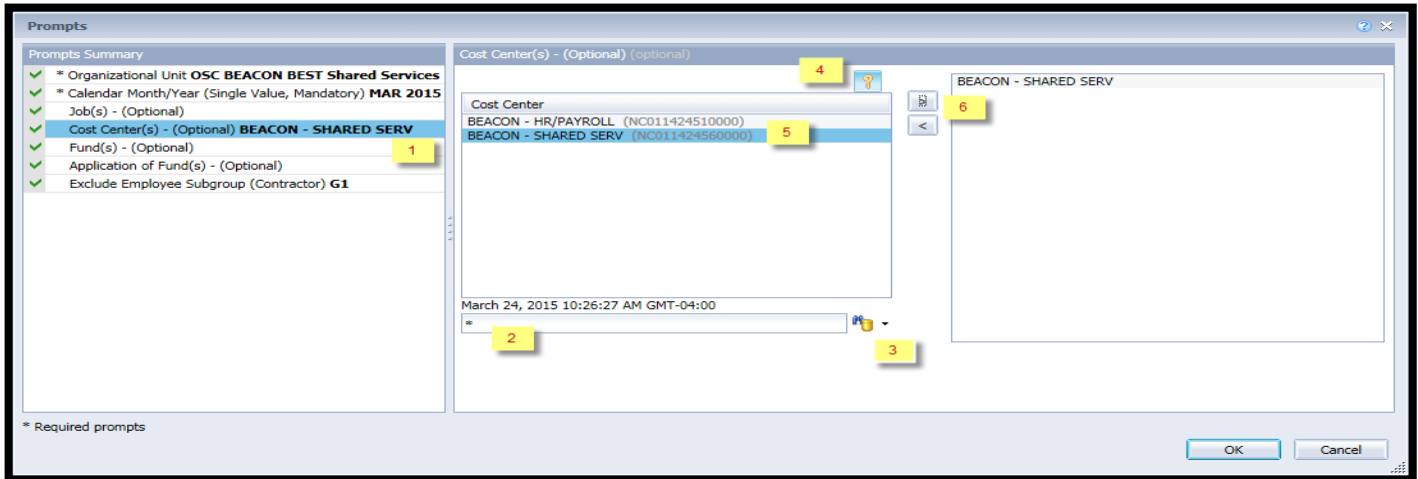 Prompts
Prompts Summary
* Organizational Unit OSC BEACON BEST Shared Services
* Calendar Month/Year (Single Value, Mandatory) MAR 2015
Job(s) - (Optional)
Cost Center(s) - (Optional) BEACON - SHARED SERV
1
Fund(s) - (Optional)
Application of Fund(s) - (Optional)
Exclude Employee Subgroup (Contractor) G1
Cost Center(s) - (Optional) (optional)
4
Cost Center
BEACON - HR/PAYROLL (NC011424510000)
BEACON - SHARED SERV (NC011424560000)
5
March 24, 2015 10:26:27 AM GMT-04:00
*
2
3
6
<
BEACON - SHARED SERV
* Required prompts
OK
Cancel